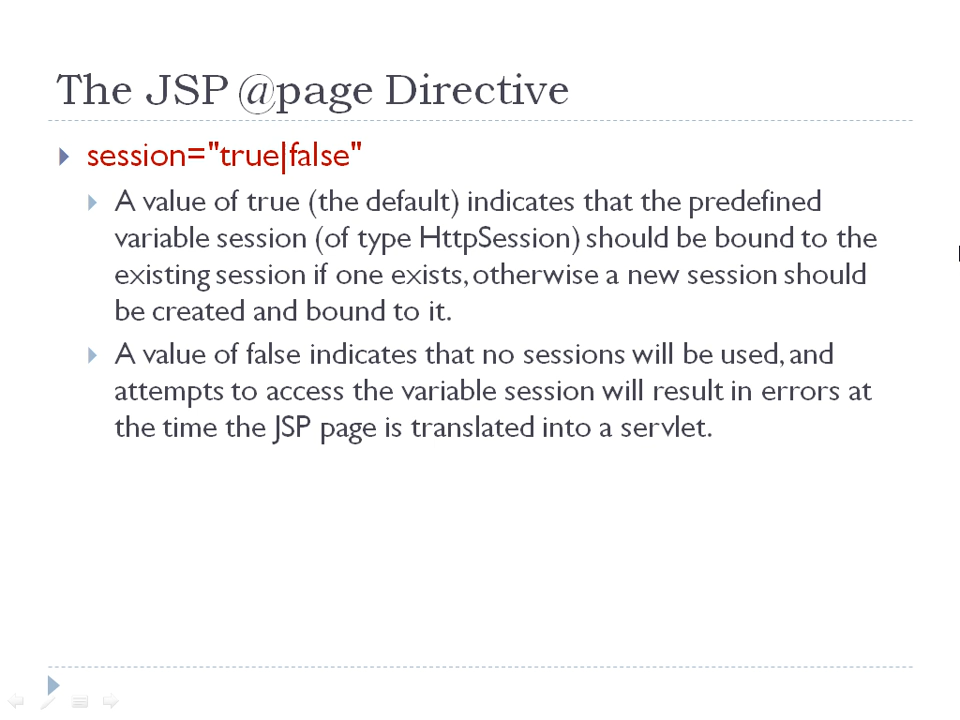 The JSP @page Directive
session="true|false"
A value of true (the default) indicates that the predefined
variable session (of type HttpSession) should be bound to the
existing session if one exists, otherwise a new session should
be created and bound to it.
A value of false indicates that no sessions will be used, and
attempts to access the variable session will result in errors at
the time the JSP page is translated into a servlet.